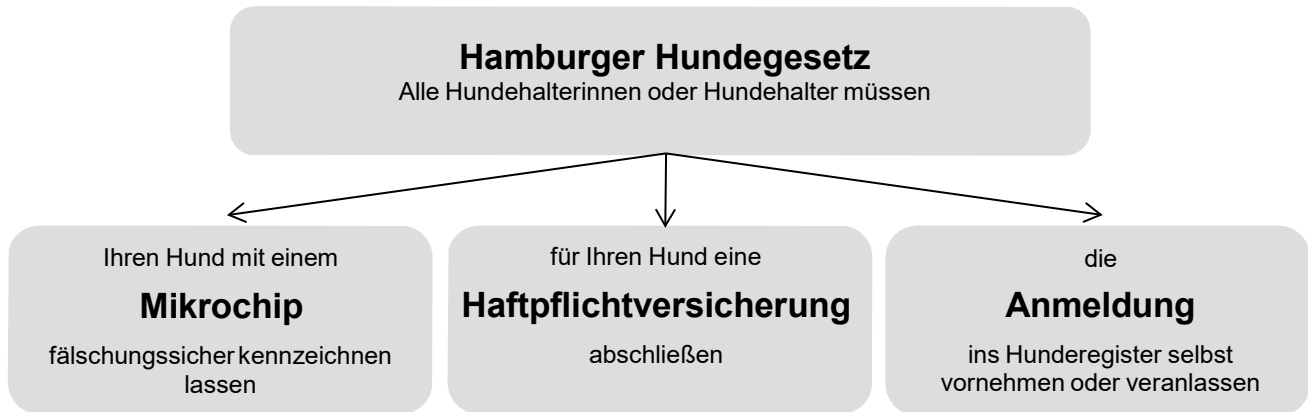 Hamburger Hundegesetz
Alle Hundehalterinnen oder Hundehalter müssen
Ihren Hund mit einem
Mikrochip
fälschungssicher kennzeichnen
lassen
für Ihren Hund eine
Haftpflichtversicherung
abschließen
die
Anmeldung
ins Hunderegister selbst
vornehmen oder veranlassen